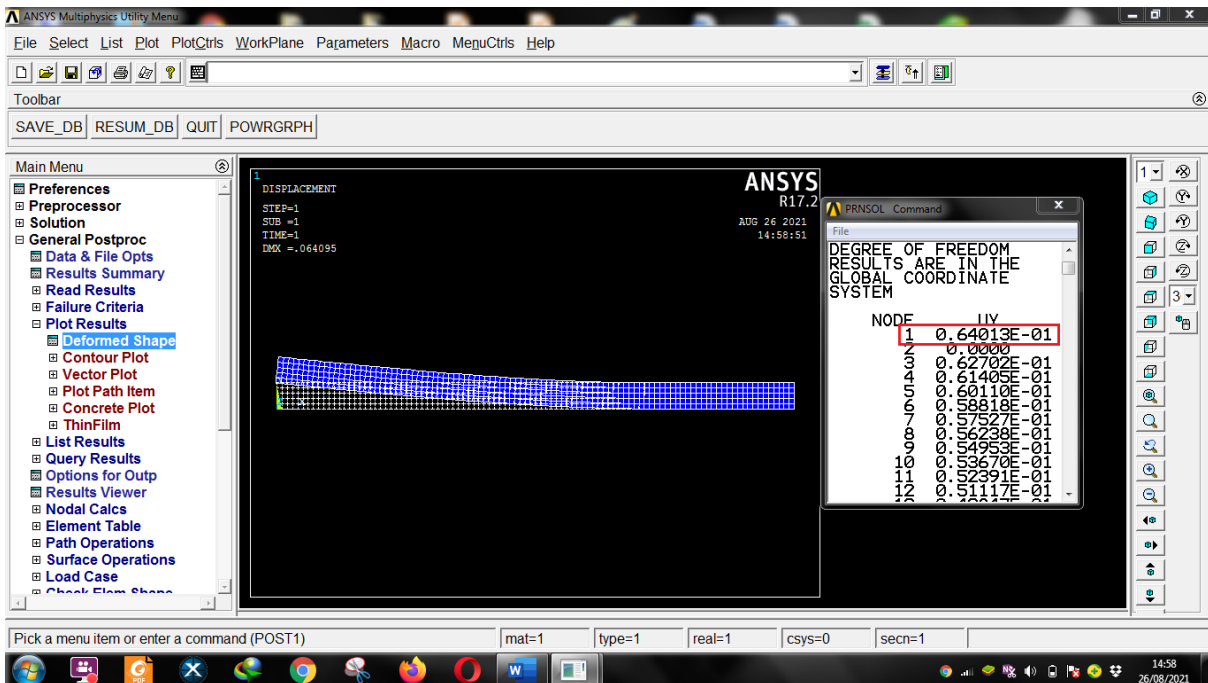 ANSYS Multiphysics Utility Menu
File Select List Plot PlotCtrls WorkPlane Parameters Macro MenuCtrls Help
Toolbar
SAVE_DB RESUM_DB QUIT POWRGRPH
Main Menu
Preferences
Preprocessor
Solution
General Postproc
Data & File Opts
Results Summary
Read Results
Failure Criteria
Plot Results
Deformed Shape
Contour Plot
Vector Plot
Plot Path Item
Concrete Plot
ThinFilm
List Results
Query Results
Options for Outp
Results Viewer
Nodal Calcs
Element Table
Path Operations
Surface Operations
Load Case
Check Elem Shape
1
DISPLACEMENT
STEP=1
SUB =1
TIME=1
DMX =.064095
ANSYS
R17.2
AUG 26 2021
14:58:51
PRNSOL Command
File
DEGREE OF FREEDOM
RESULTS ARE IN THE
GLOBAL COORDINATE
SYSTEM
NODE UY
1 0.64013E-01
2 0.0000
3 0.62702E-01
4 0.61405E-01
5 0.60110E-01
6 0.58818E-01
7 0.57527E-01
8 0.56238E-01
9 0.54953E-01
10 0.53670E-01
11 0.52391E-01
12 0.51117E-01
1
3
Pick a menu item or enter a command (POST1) mat=1 type=1 real=1 csys=0 secn=1
14:58
26/08/2021